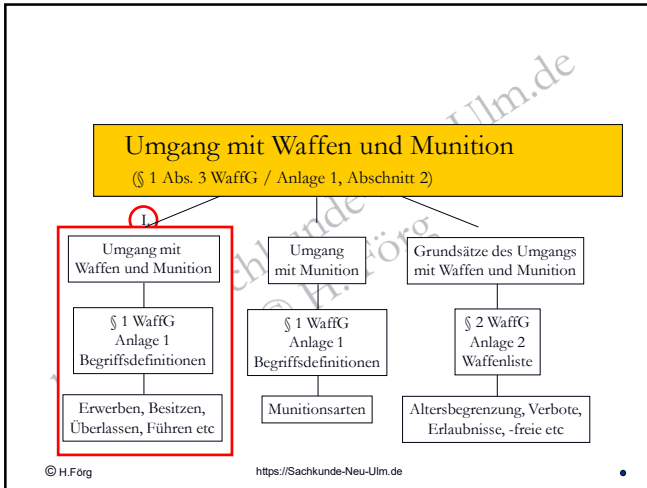 Umgang mit Waffen und Munition
(§ 1 Abs. 3 WaffG / Anlage 1, Abschnitt 2)
I.
Umgang mit
Waffen und Munition
§ 1 WaffG
Anlage 1
Begriffsdefinitionen
Erwerben, Besitzen,
Überlassen, Führen etc
Umgang
mit Munition
§ 1 WaffG
Anlage 1
Begriffsdefinitionen
Munitionsarten
Grundsätze des Umgangs
mit Waffen und Munition
§ 2 WaffG
Anlage 2
Waffenliste
Altersbegrenzung, Verbote,
Erlaubnisse, -freie etc
© H. Förg
© H.Förg
https://Sachkunde-Neu-Ulm.de